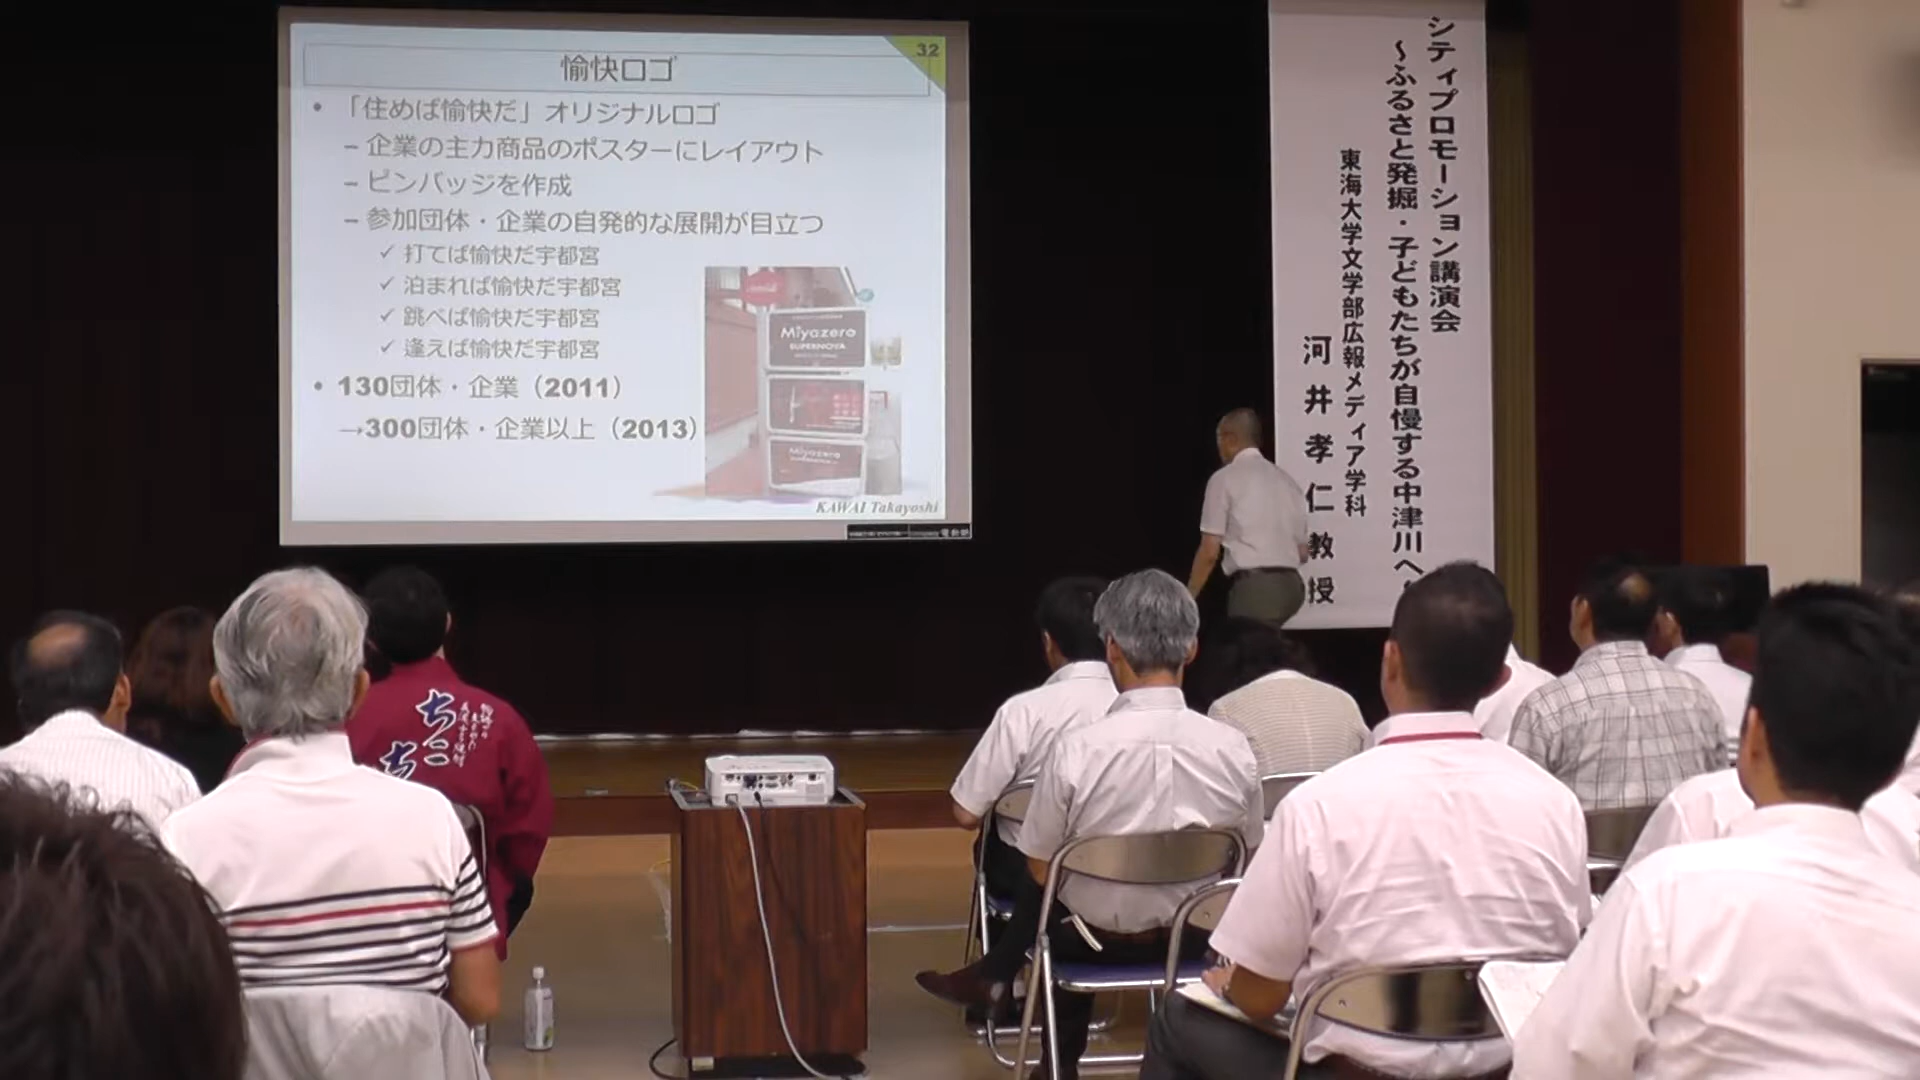 32
愉快ロゴ
• 「住めば愉快だ」オリジナルロゴ
– 企業の主力商品のポスターにレイアウト
– ピンバッジを作成
– 参加団体・企業の自発的な展開が目立つ
✓ 打てば愉快だ宇都宮
✓ 泊まれば愉快だ宇都宮
✓ 跳べば愉快だ宇都宮
✓ 逢えば愉快だ宇都宮
• 130団体・企業（2011）
→300団体・企業以上（2013）
Miyazero
SUPERNOVA
Miyazero
KAWAI Takayoshi
シティプロモーション講演会
～ふるさと発掘・子どもたちが自慢する中津川へ～
東海大学文学部広報メディア学科
河井孝仁教授
ちこ